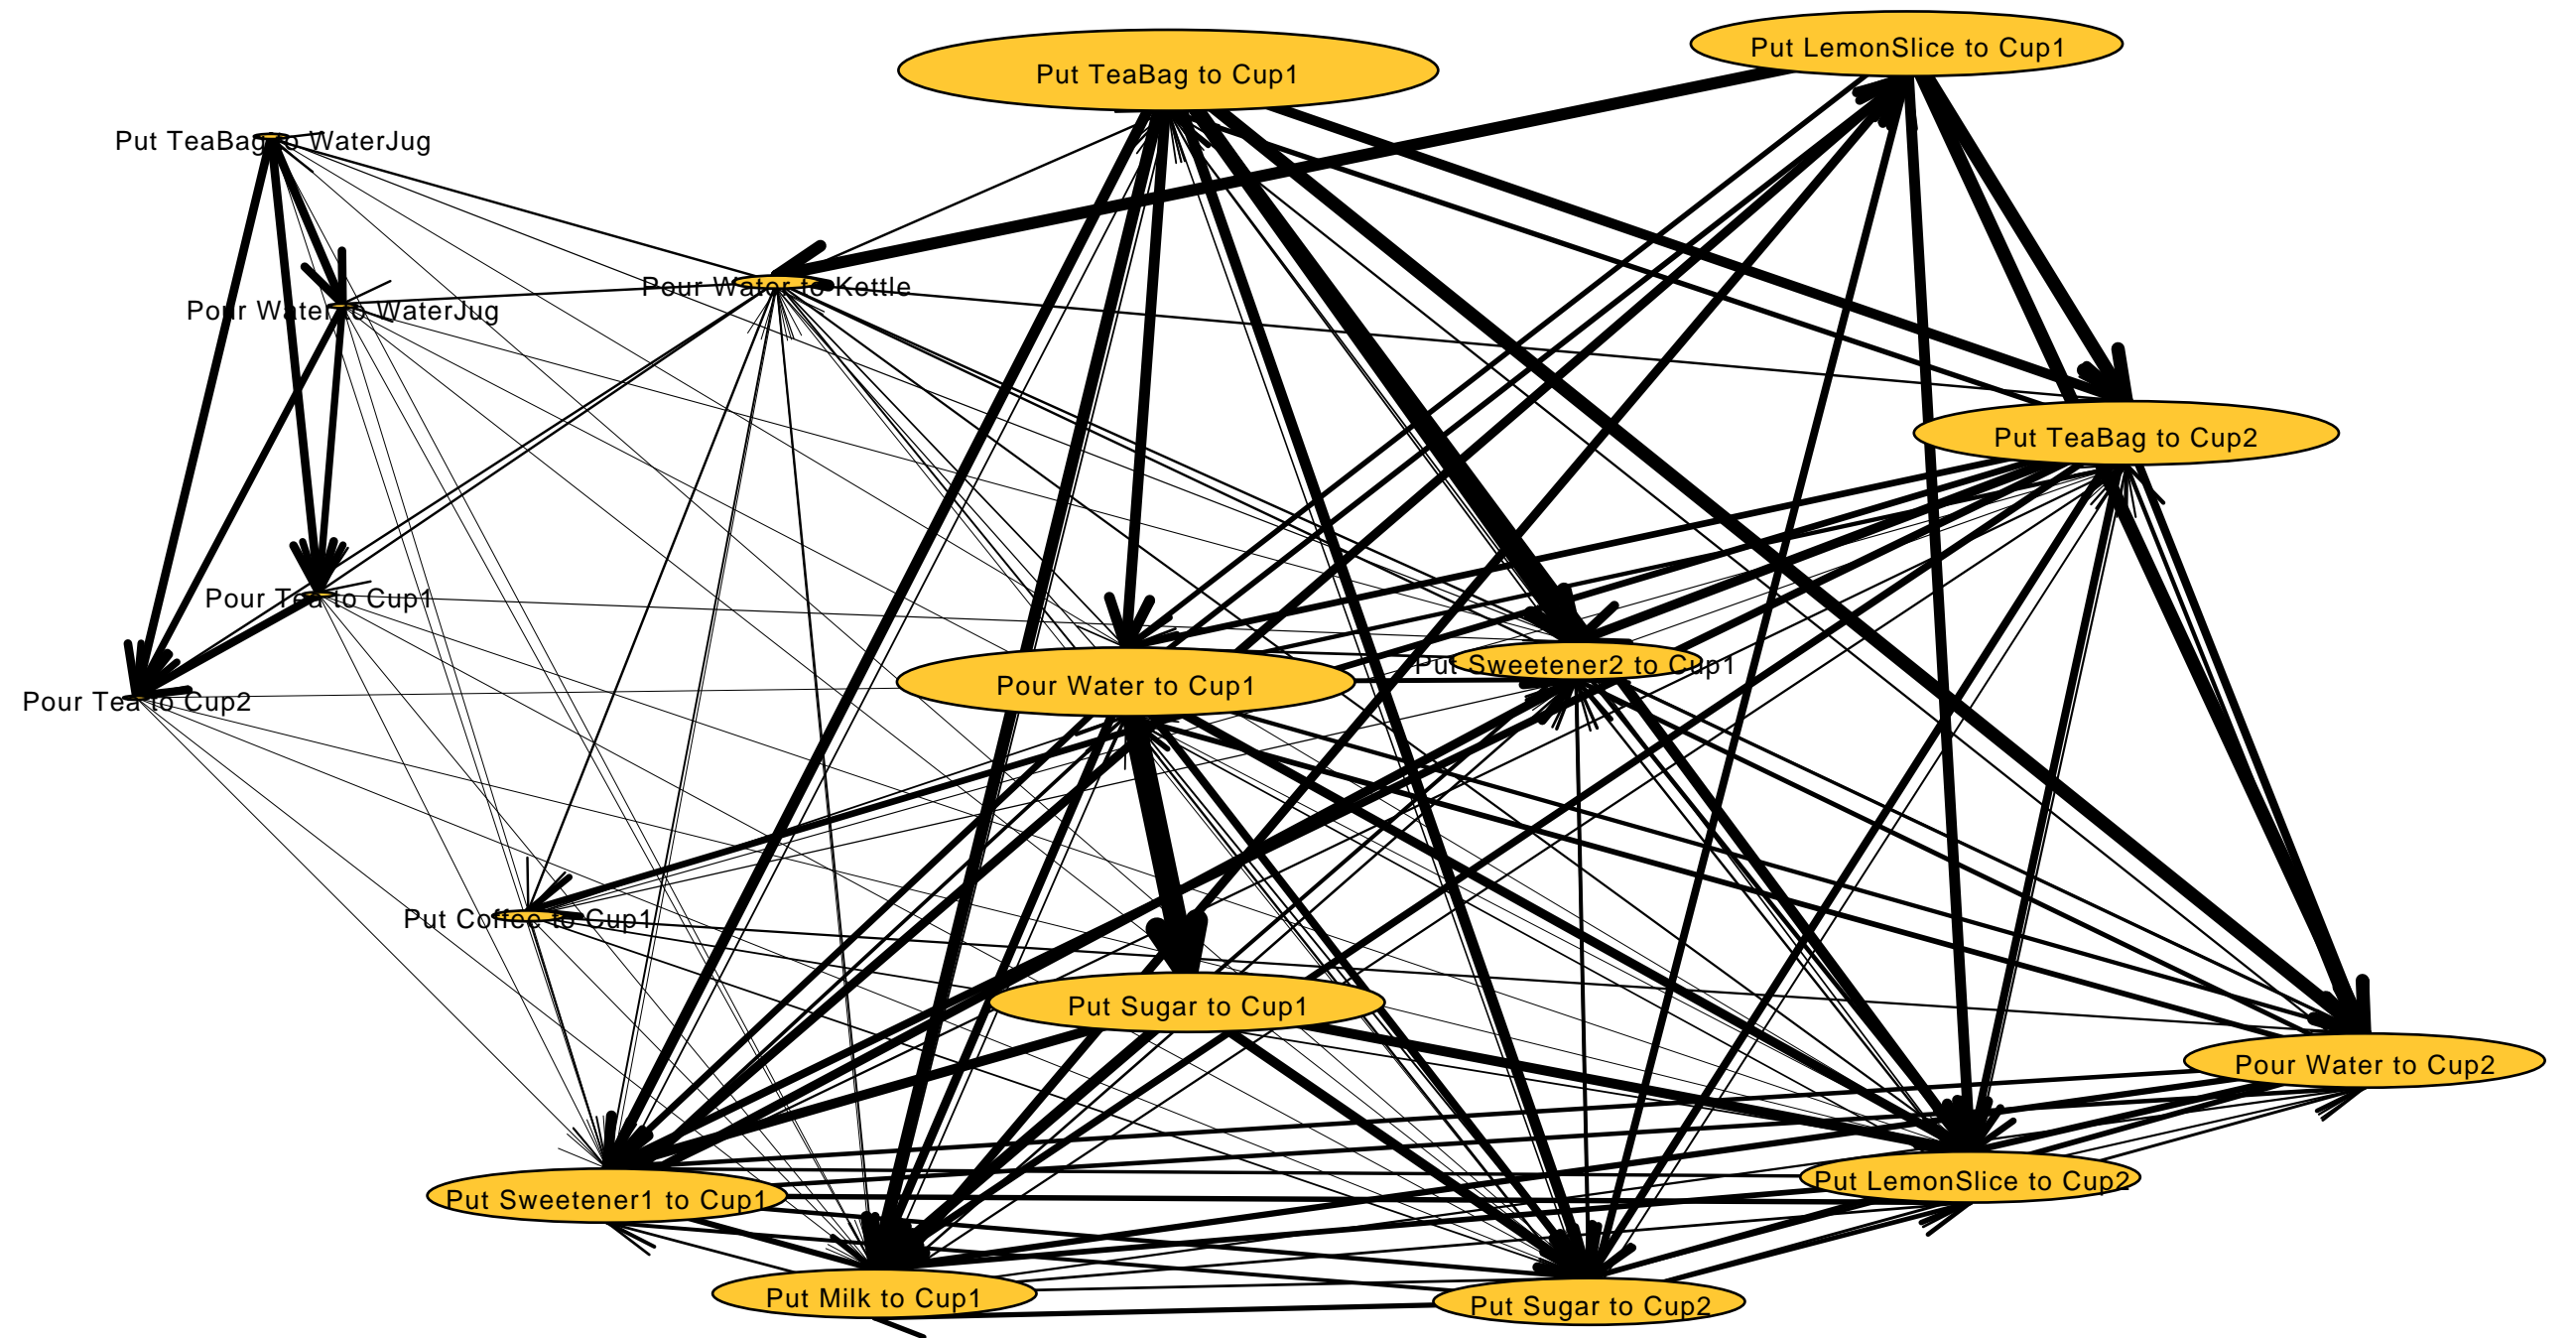 Put LemonSlice to Cup1
Put TeaBag to Cup1
Put TeaBag to WaterJug
Pour Water to Kettle
Pour Water to WaterJug
Put TeaBag to Cup2
Pour Tea to Cup1
Put Sweetener2 to Cup1
Pour Water to Cup1
Pour Tea to Cup2
Put Coffee to Cup1
Put Sugar to Cup1
Pour Water to Cup2
Put LemonSlice to Cup2
Put Sweetener1 to Cup1
Put Milk to Cup1
Put Sugar to Cup2